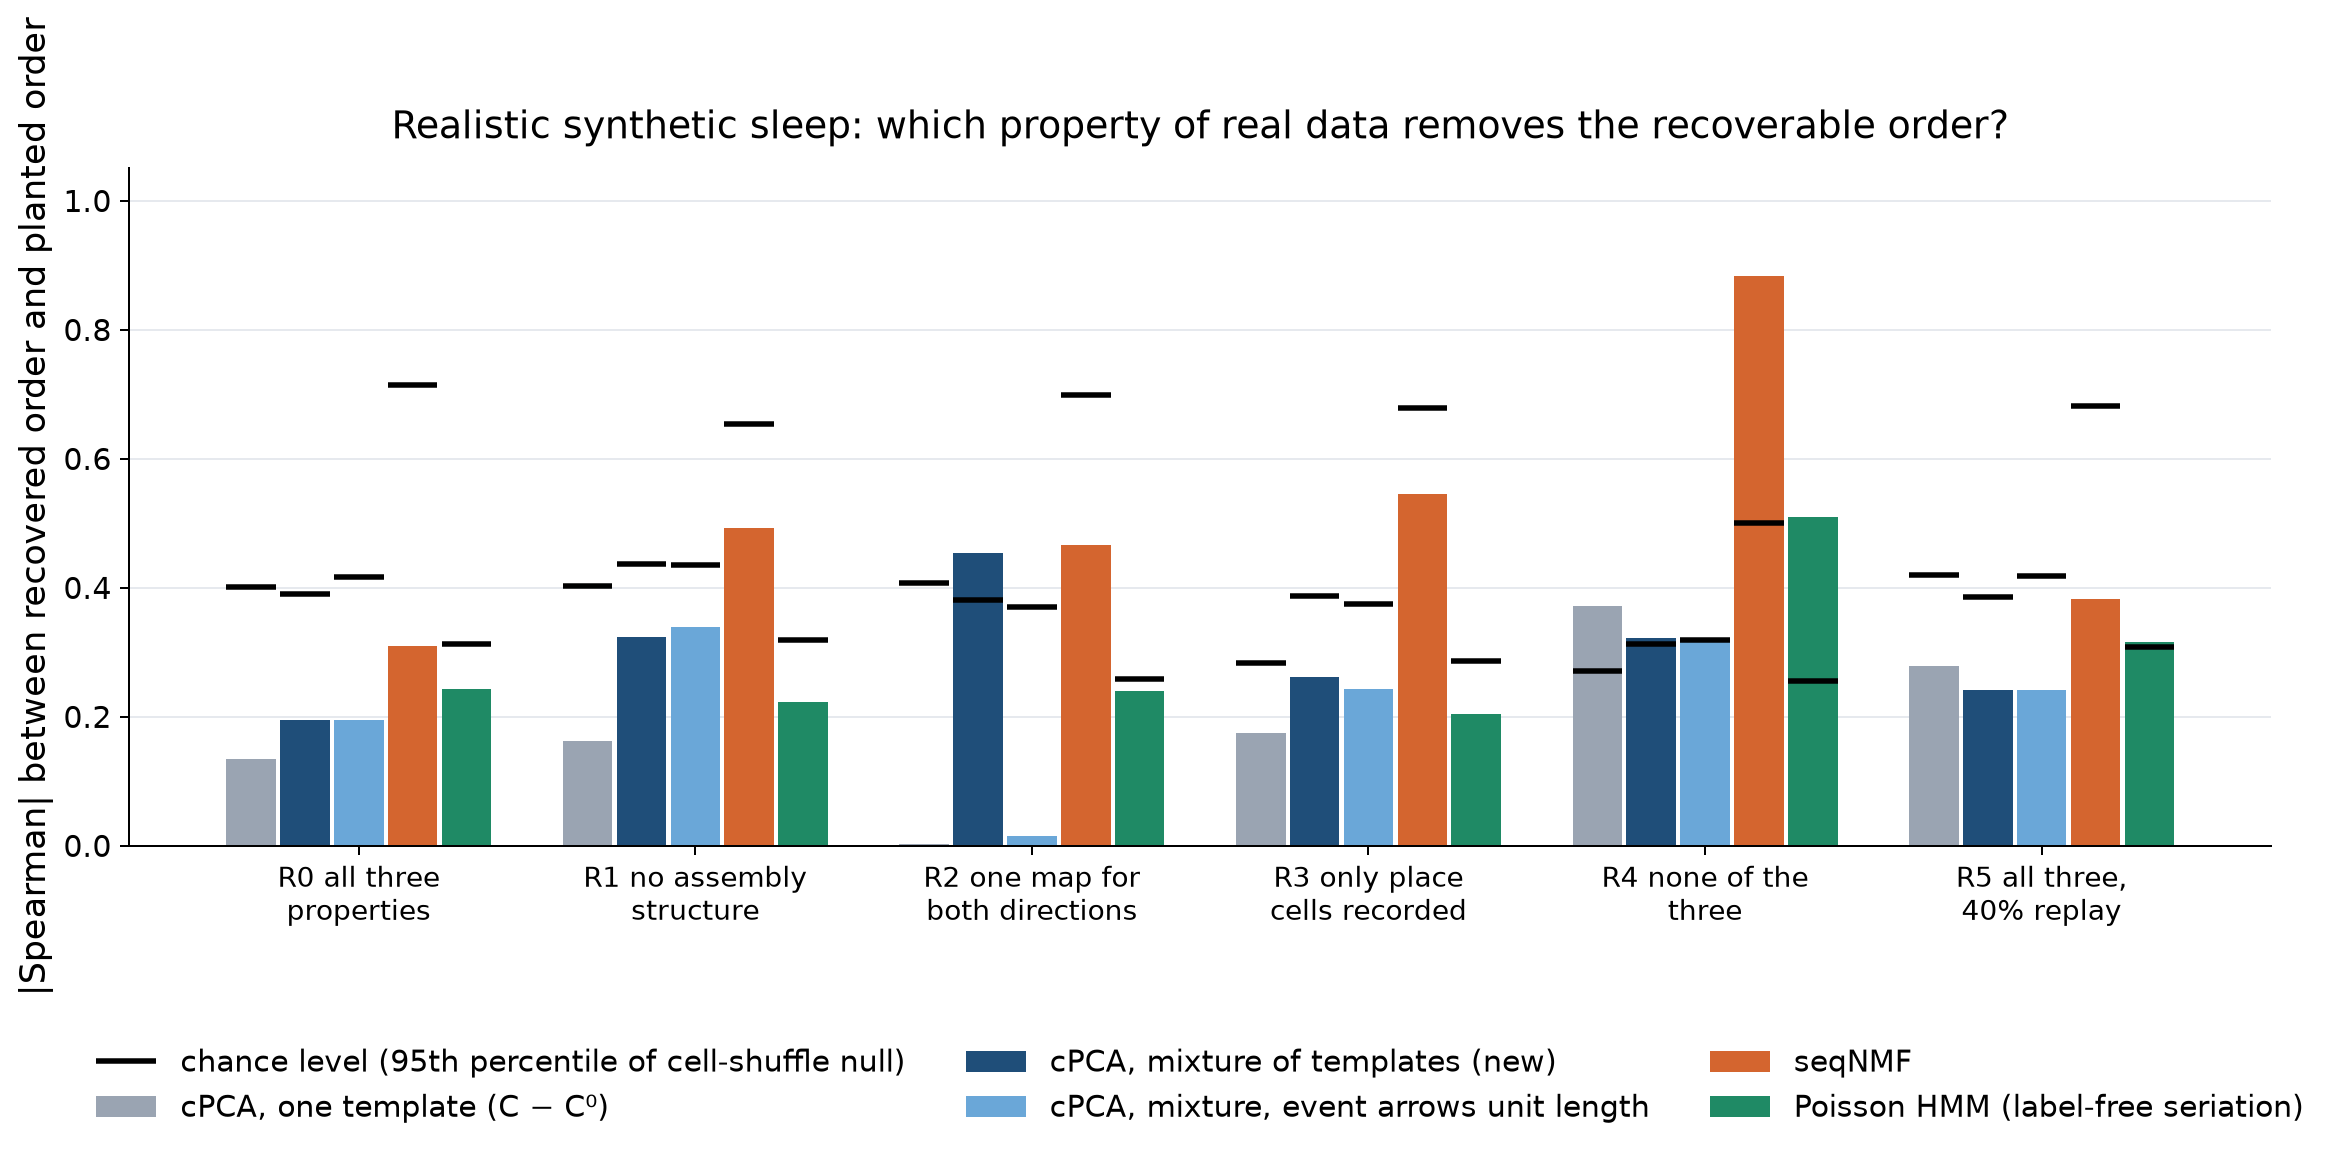 Realistic synthetic sleep: which property of real data removes the recoverable order?
|Spearman| between recovered order and planted order
1.0
0.8
0.6
0.4
0.2
0.0
R0 all three
properties
R1 no assembly
structure
R2 one map for
both directions
R3 only place
cells recorded
R4 none of the
three
R5 all three,
40% replay
chance level (95th percentile of cell-shuffle null)
cPCA, one template (C − C⁰)
cPCA, mixture of templates (new)
cPCA, mixture, event arrows unit length
seqNMF
Poisson HMM (label-free seriation)